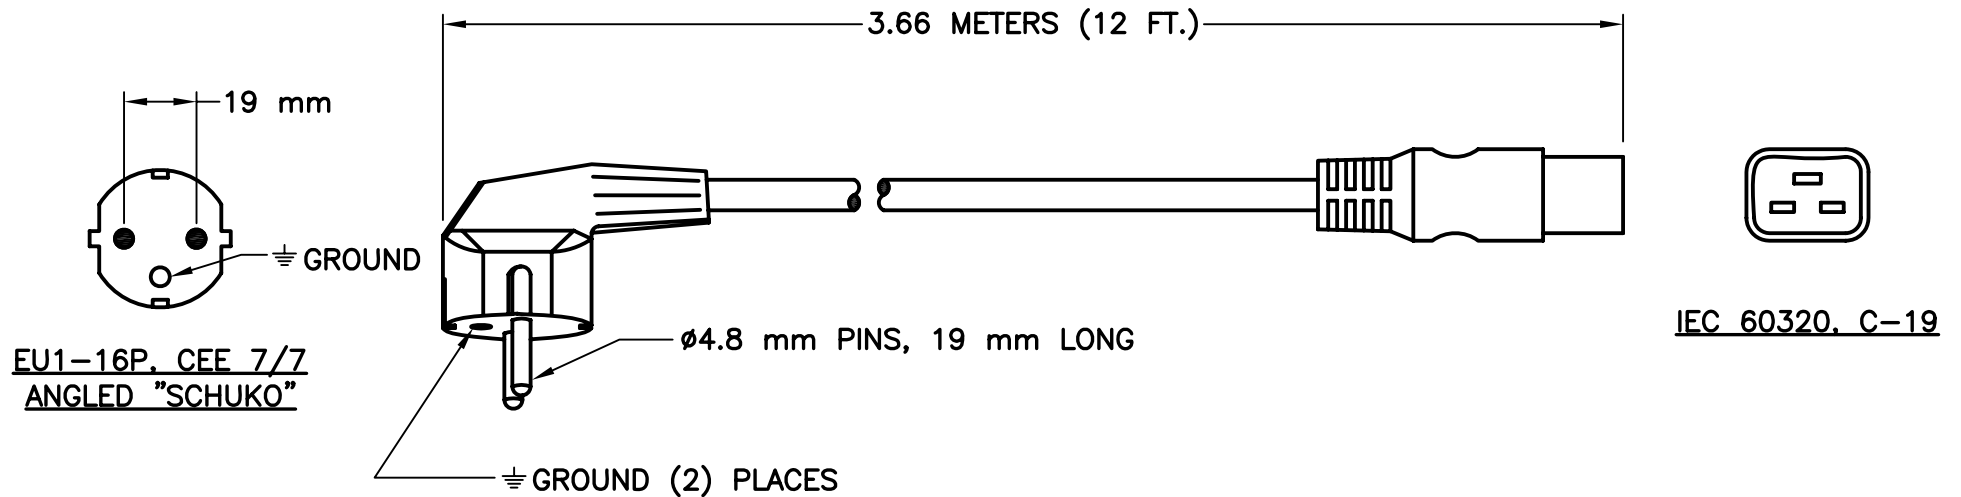 3.66 METERS (12 FT.)
19 mm
GROUND
EU1-16P, CEE 7/7
ANGLED "SCHUKO"
ø4.8 mm PINS, 19 mm LONG
GROUND (2) PLACES
IEC 60320, C-19